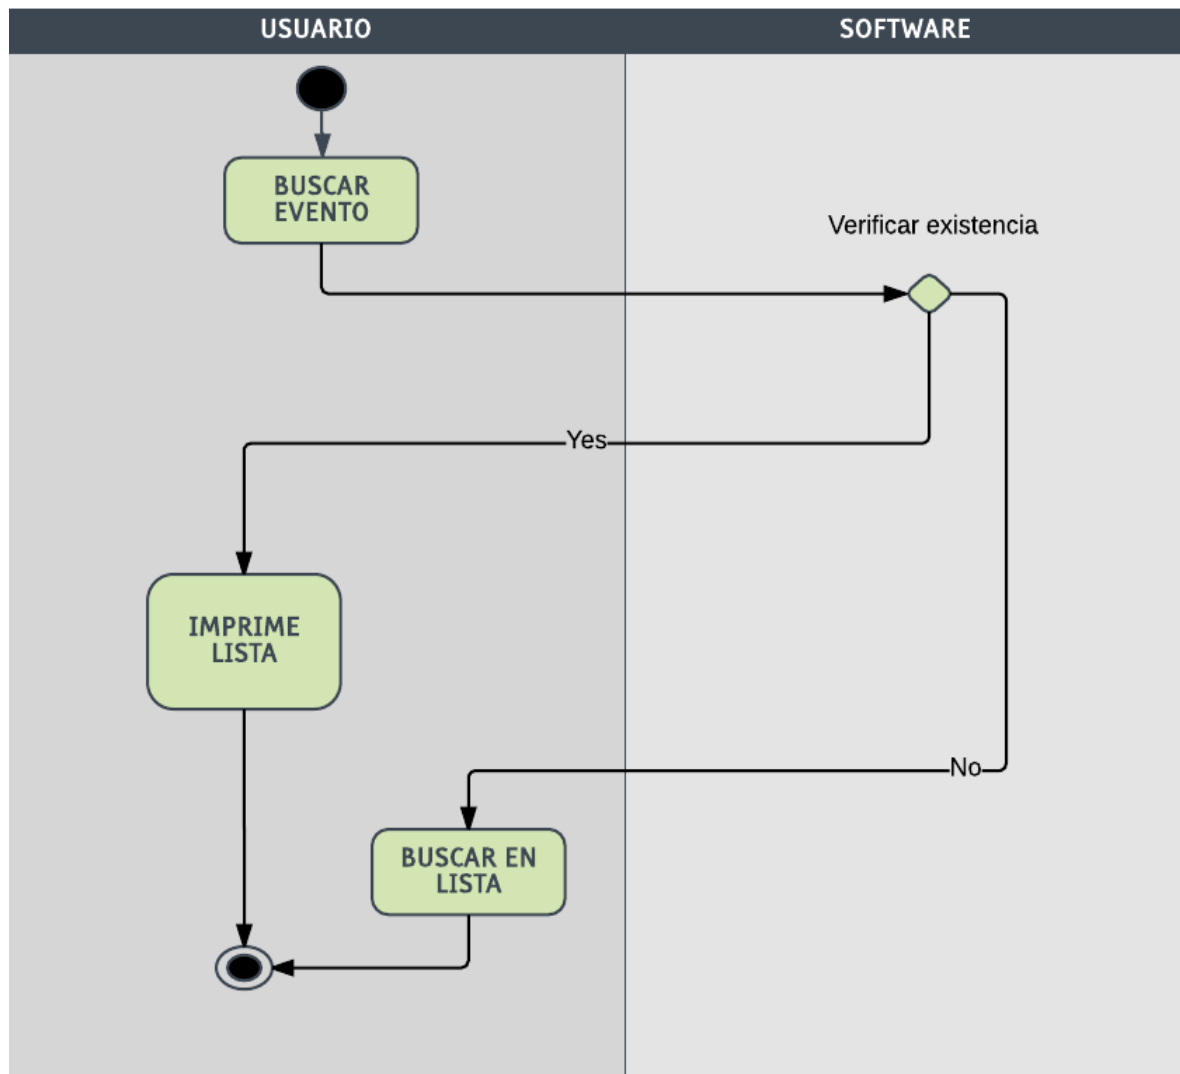 USUARIO
SOFTWARE
BUSCAR
EVENTO
Verificar existencia
Yes
IMPRIME
LISTA
No
BUSCAR EN
LISTA